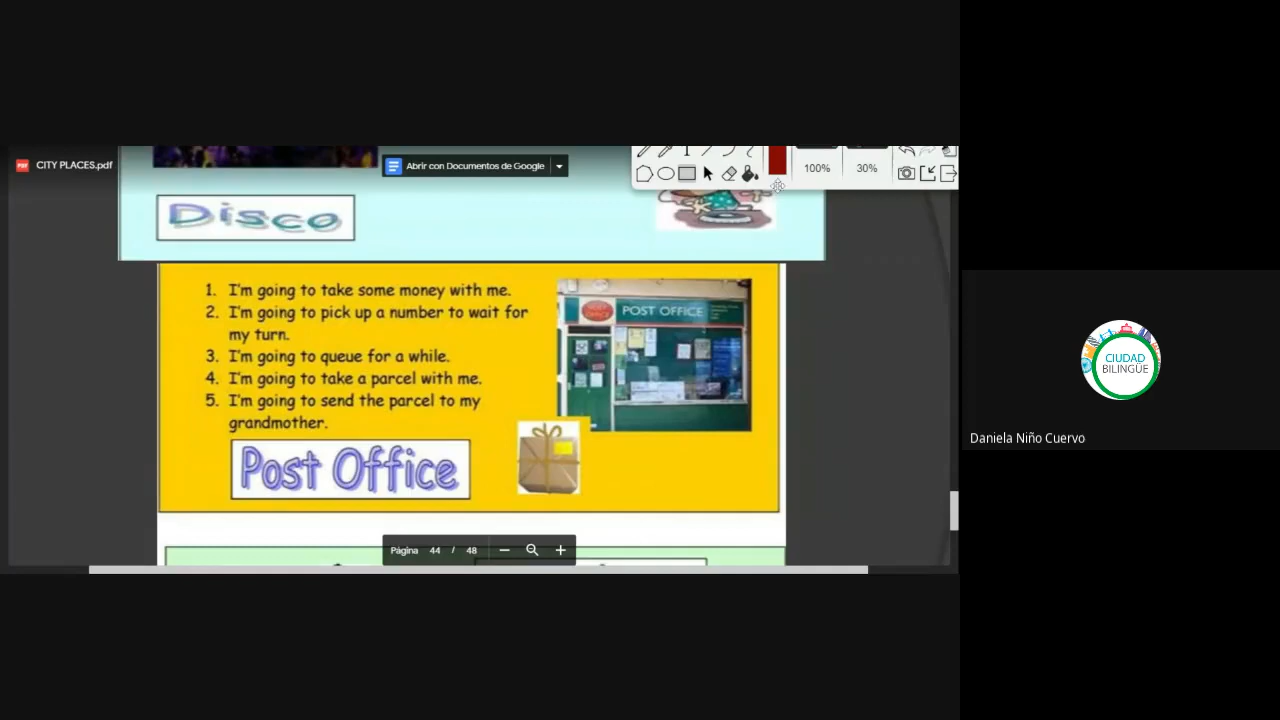 CITY PLACES.pdf
Abrir con Documentos de Google
100%
30%
Disco
1. I'm going to take some money with me.
2. I'm going to pick up a number to wait for
my turn.
3. I'm going to queue for a while.
4. I'm going to take a parcel with me.
5. I'm going to send the parcel to my
grandmother.
POST OFFICE
Post Office
Página 44 / 48
CIUDAD
BILINGÜE
Daniela Niño Cuervo